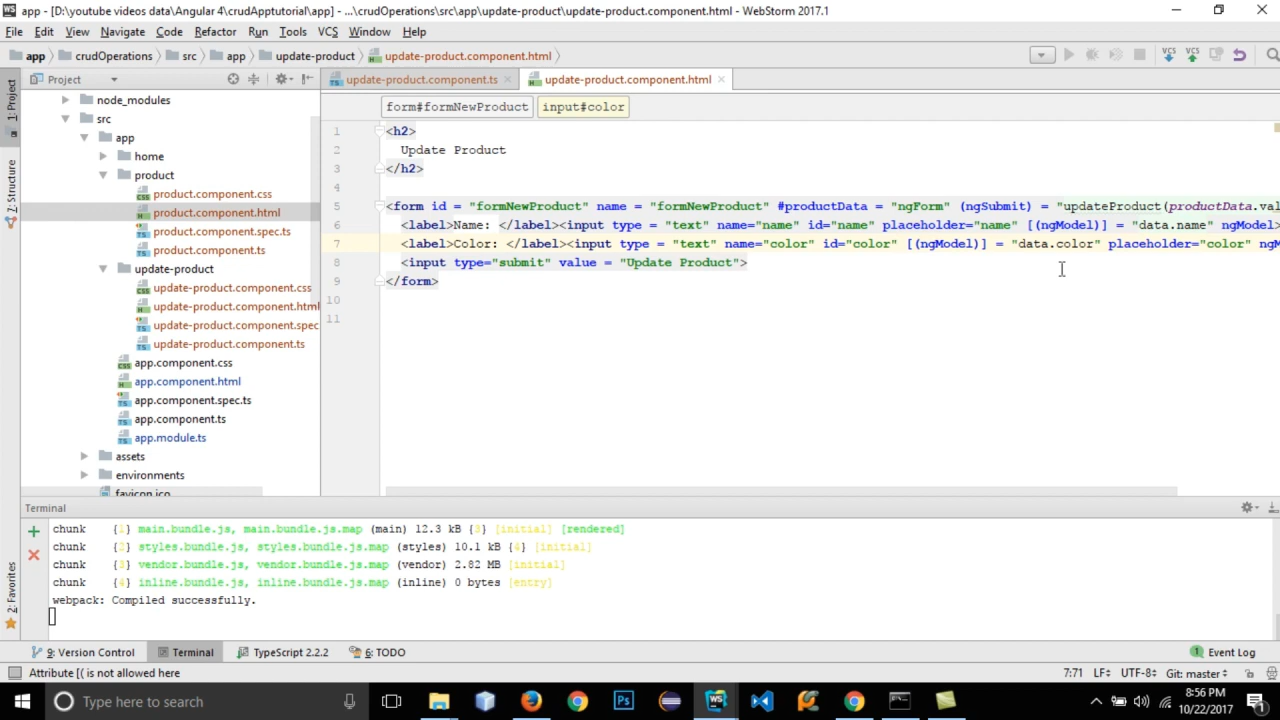 app - [D:\youtube videos data\Angular 4\crudApptutorial\app] - ...\crudOperations\src\app\update-product\update-product.component.html - WebStorm 2017.1
File Edit View Navigate Code Refactor Run Tools VCS Window Help
app crudOperations src app update-product update-product.component.html
VCS VCS
1: Project
Project
update-product.component.ts update-product.component.html
form#formNewProduct input#color
node_modules
src
app
home
product
product.component.css
product.component.html
product.component.spec.ts
product.component.ts
update-product
update-product.component.css
update-product.component.html
update-product.component.spec
update-product.component.ts
app.component.css
app.component.html
app.component.spec.ts
app.component.ts
app.module.ts
assets
environments
favicon.ico
1 <h2>
2 Update Product
3 </h2>
4
5 <form id = "formNewProduct" name = "formNewProduct" #productData = "ngForm" (ngSubmit) = "updateProduct(productData.val
6 <label>Name: </label><input type = "text" name="name" id="name" placeholder="name" [(ngModel)] = "data.name" ngModel>
7 <label>Color: </label><input type = "text" name="color" id="color" [(ngModel)] = "data.color" placeholder="color" ngM
8 <input type="submit" value = "Update Product">
9 </form>
10
11
Z: Structure
2: Favorites
Terminal
chunk {1} main.bundle.js, main.bundle.js.map (main) 12.3 kB {3} [initial] [rendered]
chunk {2} styles.bundle.js, styles.bundle.js.map (styles) 10.1 kB {4} [initial]
chunk {3} vendor.bundle.js, vendor.bundle.js.map (vendor) 2.82 MB [initial]
chunk {4} inline.bundle.js, inline.bundle.js.map (inline) 0 bytes [entry]
webpack: Compiled successfully.
9: Version Control Terminal TypeScript 2.2.2 6: TODO 1 Event Log
Attribute [( is not allowed here 7:71 LF÷ UTF-8÷ Git: master÷
Type here to search
8:56 PM
10/22/2017